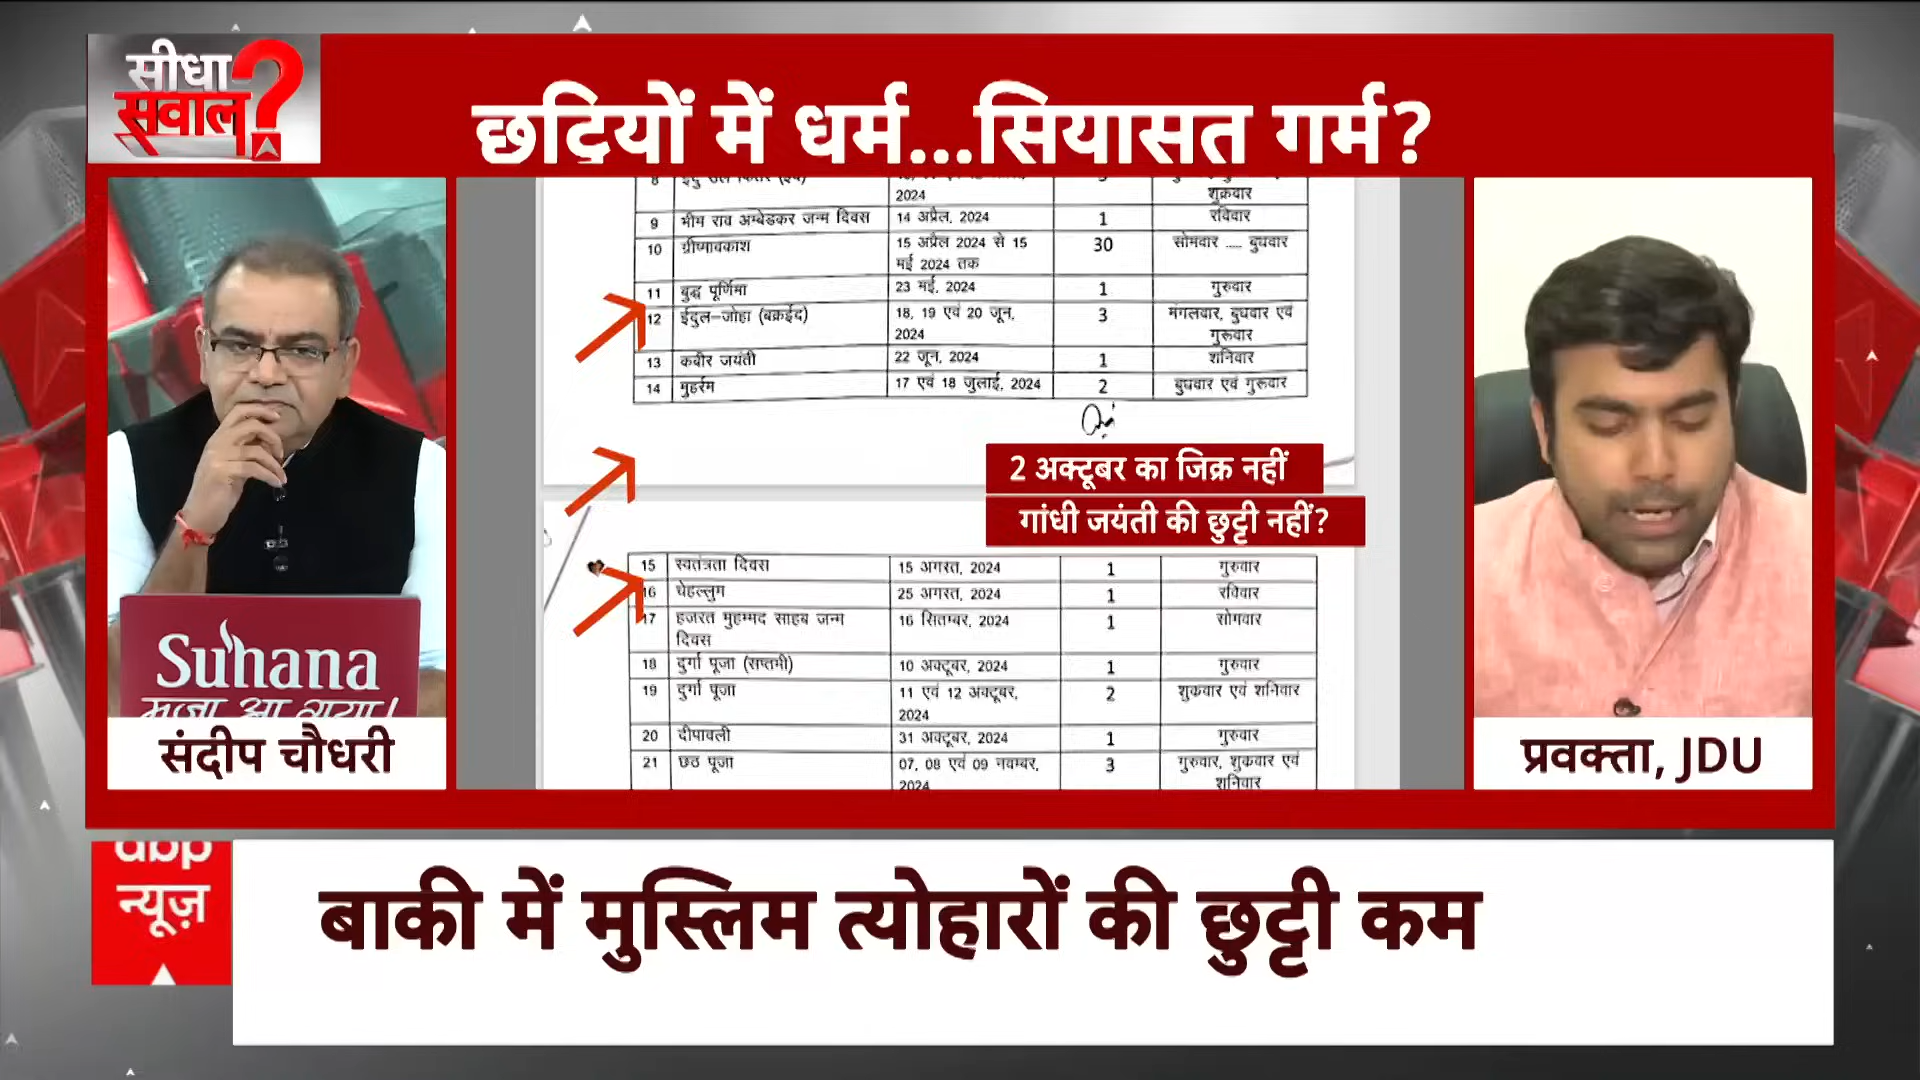 सीधा
सवाल?
छुट्टियों में धर्म...सियासत गर्म?
2024
शुक्रवार
9 भीम राव अम्बेडकर जन्म दिवस 14 अप्रैल, 2024 1 रविवार
10 ग्रीष्मावकाश 15 अप्रैल 2024 से 15 मई 2024 तक 30 सोमवार .... बुधवार
11 बुद्ध पूर्णिमा 23 मई, 2024 1 गुरुवार
12 ईदुल-जोहा (बक्रईद) 18, 19 एवं 20 जून, 2024 3 मंगलवार, बुधवार एवं गुरूवार
13 कबीर जयंती 22 जून, 2024 1 शनिवार
14 मुहर्रम 17 एवं 18 जुलाई, 2024 2 बुधवार एवं गुरूवार
2 अक्टूबर का जिक्र नहीं
गांधी जयंती की छुट्टी नहीं?
15 स्वतंत्रता दिवस 15 अगस्त, 2024 1 गुरुवार
16 चेहल्लुम 25 अगस्त, 2024 1 रविवार
17 हजरत मुहम्मद साहब जन्म दिवस 16 सितम्बर, 2024 1 सोमवार
18 दुर्गा पूजा (सप्तमी) 10 अक्टूबर, 2024 1 गुरुवार
19 दुर्गा पूजा 11 एवं 12 अक्टूबर, 2024 2 शुक्रवार एवं शनिवार
20 दीपावली 31 अक्टूबर, 2024 1 गुरुवार
21 छठ पूजा 07, 08 एवं 09 नवम्बर, 2024 3 गुरुवार, शुक्रवार एवं शनिवार
Suhana
मज़ा आ गया!
संदीप चौधरी
प्रवक्ता, JDU
abp
न्यूज़
बाकी में मुस्लिम त्योहारों की छुट्टी कम